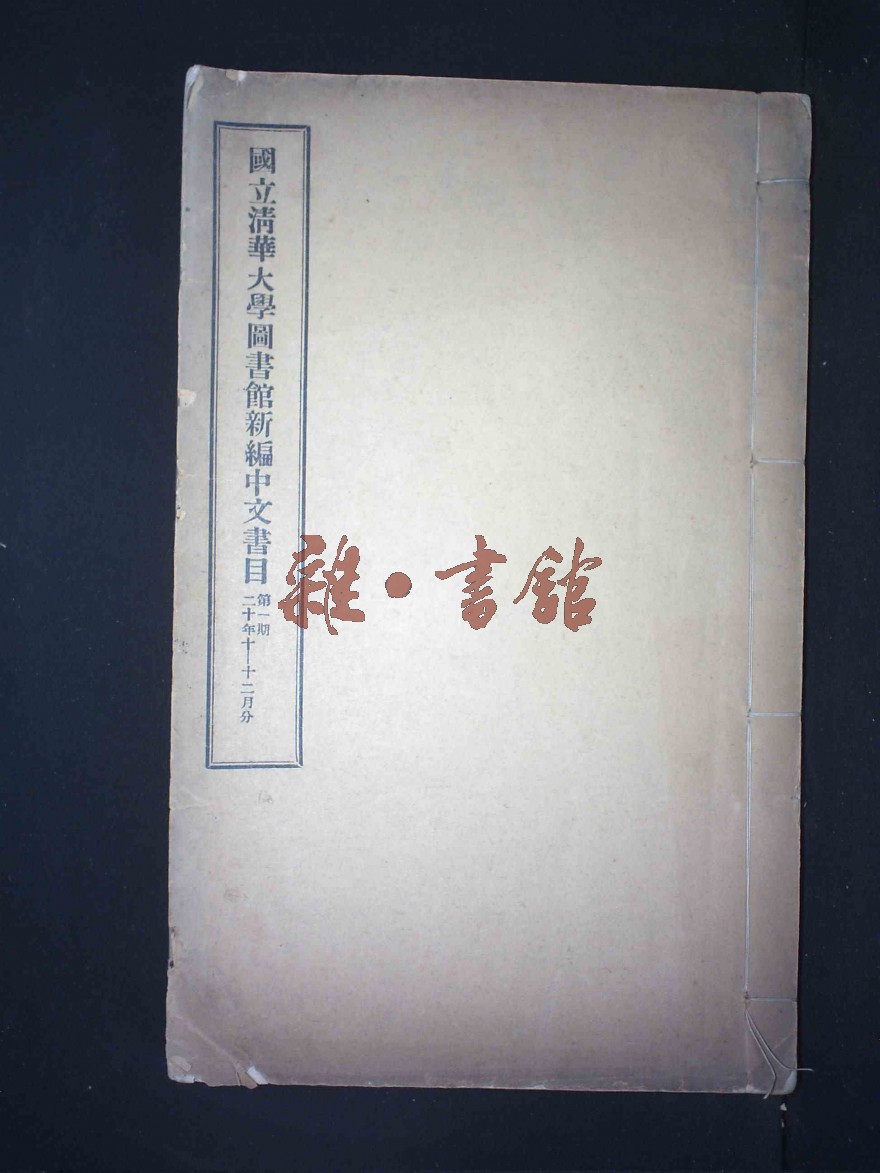 國立清華大學圖書館新編中文書目
第一期
二十年十—十二月分
雜·書館